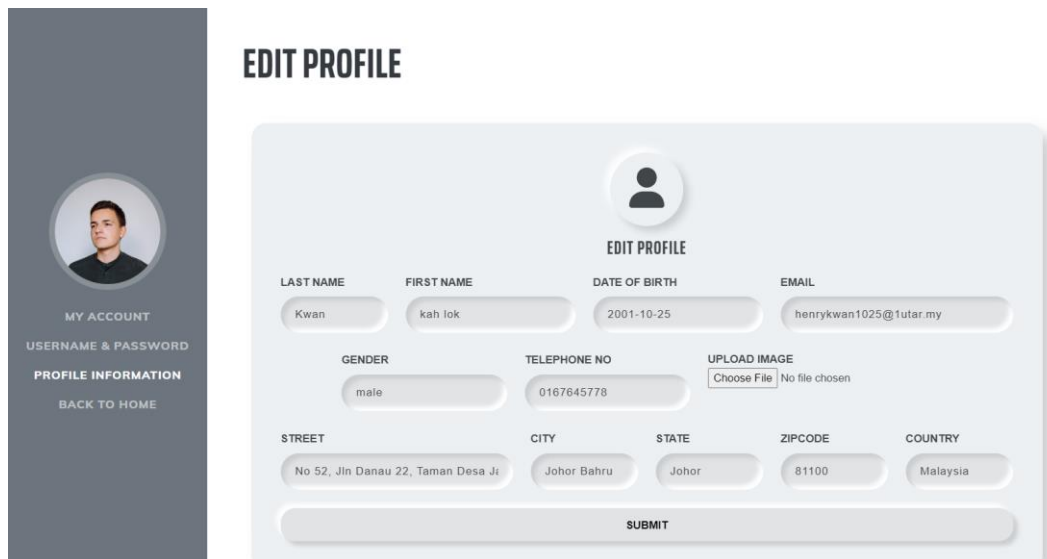 EDIT PROFILE
EDIT PROFILE
LAST NAME FIRST NAME DATE OF BIRTH EMAIL
Kwan kah lok 2001-10-25 henrykwan1025@1utar.my
MY ACCOUNT
USERNAME & PASSWORD
PROFILE INFORMATION
BACK TO HOME
GENDER TELEPHONE NO UPLOAD IMAGE
male 0167645778 Choose File No file chosen
STREET CITY STATE ZIPCODE COUNTRY
No 52, Jln Danau 22, Taman Desa Ja Johor Bahru Johor 81100 Malaysia
SUBMIT